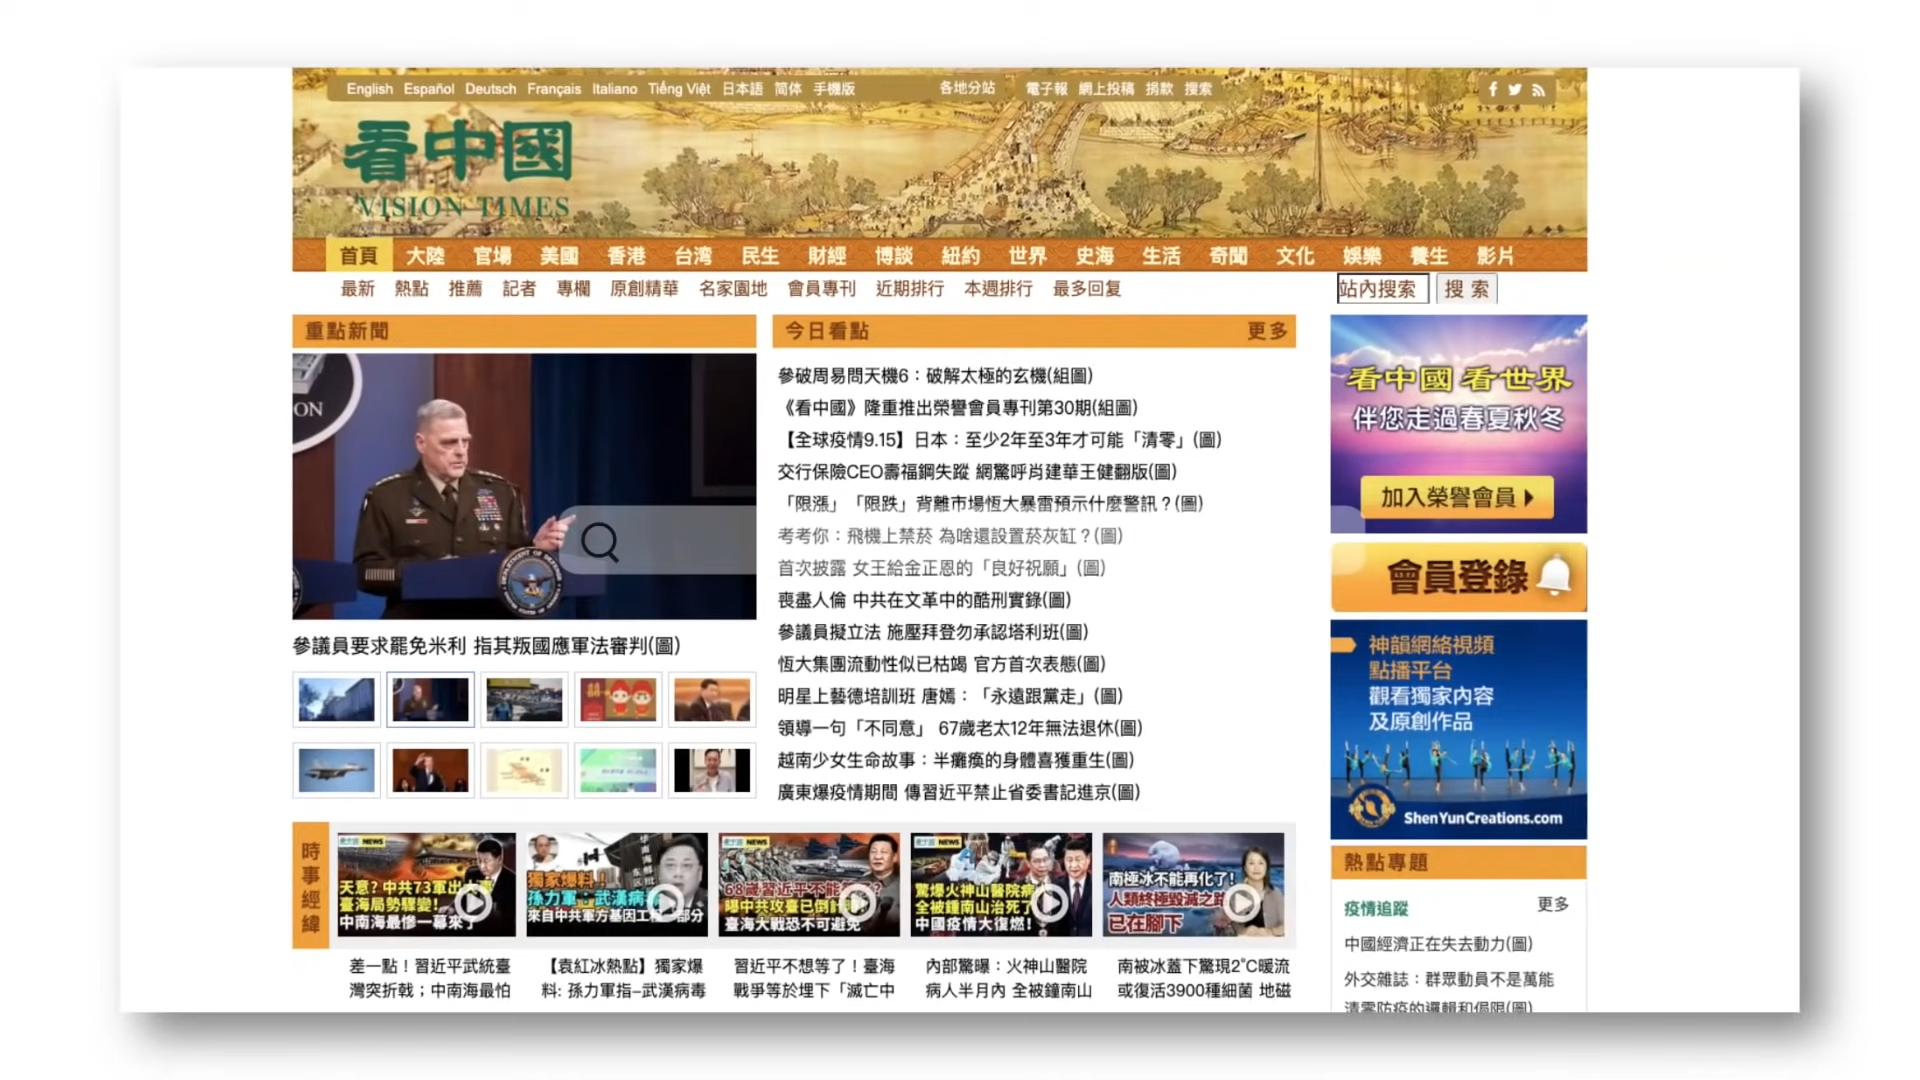 English Español Deutsch Français Italiano Tiếng Việt 日本語 简体 手機版
各地分站
電子報 網上投稿 捐款 搜索
看中國
VISION TIMES
首頁 大陸 官場 美國 香港 台灣 民生 財經 博談 紐約 世界 史海 生活 奇聞 文化 娛樂 養生 影片
最新 熱點 推薦 記者 專欄 原創精華 名家園地 會員專刊 近期排行 本週排行 最多回复
站內搜索 搜 索
重點新聞
ON
參議員要求罷免米利 指其叛國應軍法審判(圖)
今日看點 更多
參破周易問天機6：破解太極的玄機(組圖)
《看中國》隆重推出榮譽會員專刊第30期(組圖)
【全球疫情9.15】日本：至少2年至3年才可能「清零」(圖)
交行保險CEO壽福鋼失蹤 網驚呼肖建華王健翻版(圖)
「限漲」「限跌」背離市場恆大暴雷預示什麼警訊？(圖)
考考你：飛機上禁菸 為啥還設置菸灰缸？(圖)
首次披露 女王給金正恩的「良好祝願」(圖)
喪盡人倫 中共在文革中的酷刑實錄(圖)
參議員擬立法 施壓拜登勿承認塔利班(圖)
恆大集團流動性似已枯竭 官方首次表態(圖)
明星上藝德培訓班 唐嫣：「永遠跟黨走」(圖)
領導一句「不同意」 67歲老太12年無法退休(圖)
越南少女生命故事：半癱瘓的身體喜獲重生(圖)
廣東爆疫情期間 傳習近平禁止省委書記進京(圖)
看中國 看世界
伴您走過春夏秋冬
加入榮譽會員
會員登錄
神韻網絡視頻
點播平台
觀看獨家內容
及原創作品
ShenYunCreations.com
時事經緯
NEWS
天意? 中共73軍出大事
臺海局勢驟變!
中南海最慘一幕來了
獨家爆料!
孫力軍：武漢病毒
來自中共軍方基因工程一部分
NEWS
曝中共攻臺已倒計時
臺海大戰恐不可避免
NEWS
驚爆火神山醫院病
全被鍾南山治死了
中國疫情大復燃!
南極冰不能再化了!
人類終極毀滅之路
已在腳下
差一點！習近平武統臺
灣突折戟；中南海最怕
【袁紅冰熱點】獨家爆
料: 孫力軍指–武漢病毒
習近平不想等了！臺海
戰爭等於埋下「滅亡中
內部驚曝：火神山醫院
病人半月內 全被鐘南山
南被冰蓋下驚現2°C暖流
或復活3900種細菌 地磁
熱點專題
疫情追蹤 更多
中國經濟正在失去動力(圖)
外交雜誌：群眾動員不是萬能
清零防疫的邏輯和侷限(圖)